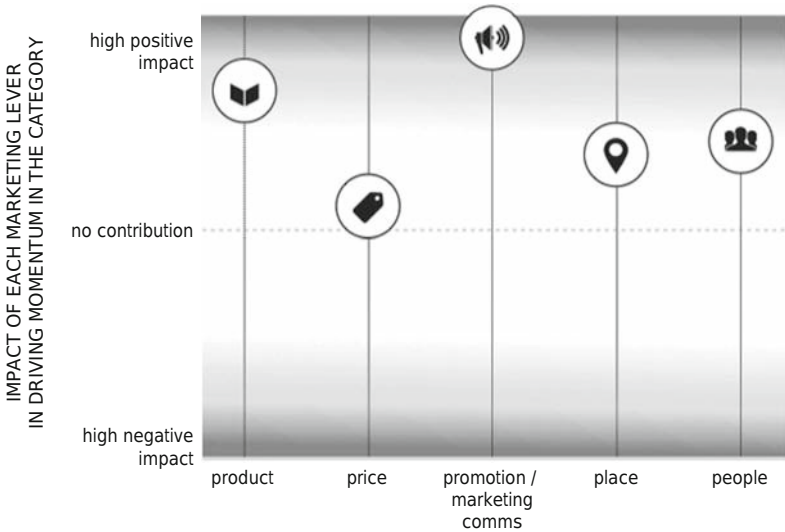 IMPACT OF EACH MARKETING LEVER
IN DRIVING MOMENTUM IN THE CATEGORY
high positive
impact
no contribution
high negative
impact
product
price
promotion /
marketing
comms
place
people